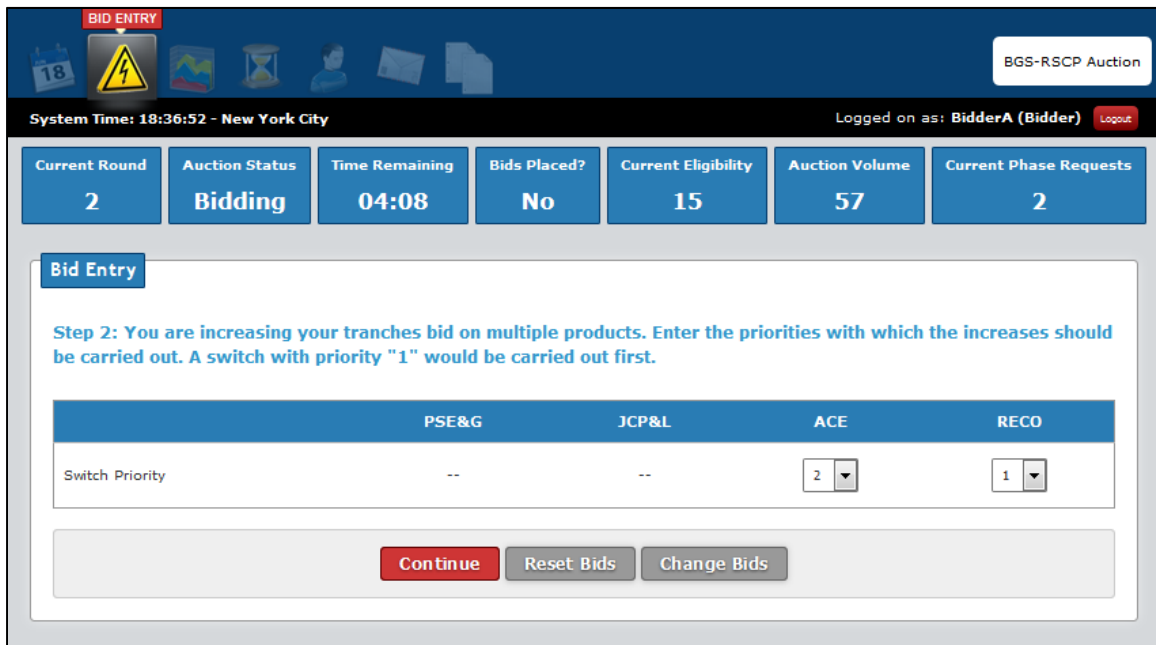 BID ENTRY
18
BGS-RSCP Auction
System Time: 18:36:52 - New York City
Logged on as: BidderA (Bidder) Logout
Current Round Auction Status Time Remaining Bids Placed? Current Eligibility Auction Volume Current Phase Requests
2 Bidding 04:08 No 15 57 2
Bid Entry
Step 2: You are increasing your tranches bid on multiple products. Enter the priorities with which the increases should
be carried out. A switch with priority "1" would be carried out first.
PSE&G JCP&L ACE RECO
Switch Priority -- -- 2 1
Continue Reset Bids Change Bids